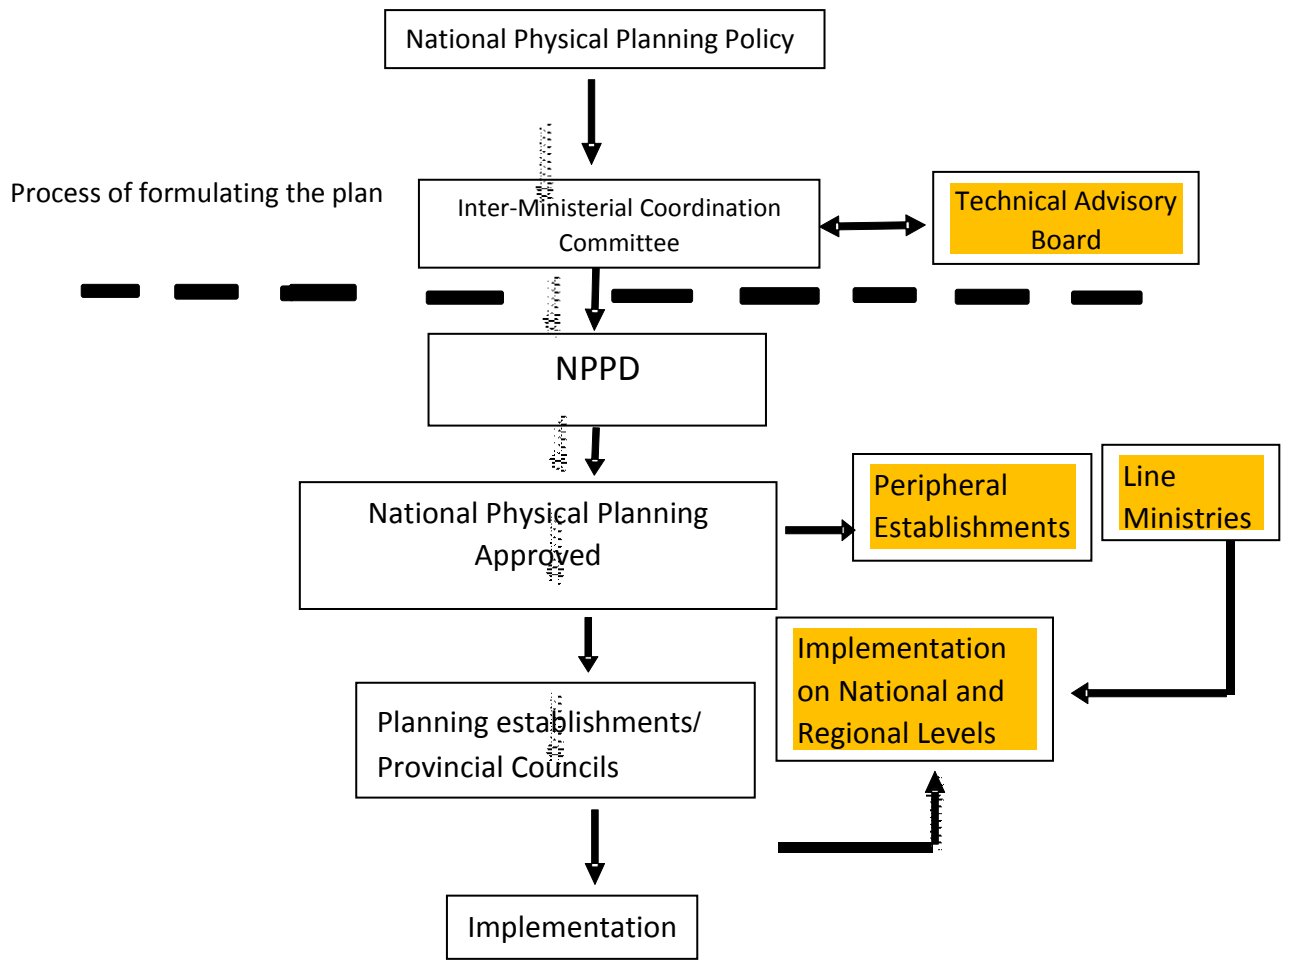 National Physical Planning Policy
Process of formulating the plan
Inter-Ministerial Coordination
Committee
Technical Advisory
Board
NPPD
National Physical Planning
Approved
Peripheral
Establishments
Line
Ministries
Implementation
on National and
Regional Levels
Planning establishments/
Provincial Councils
Implementation